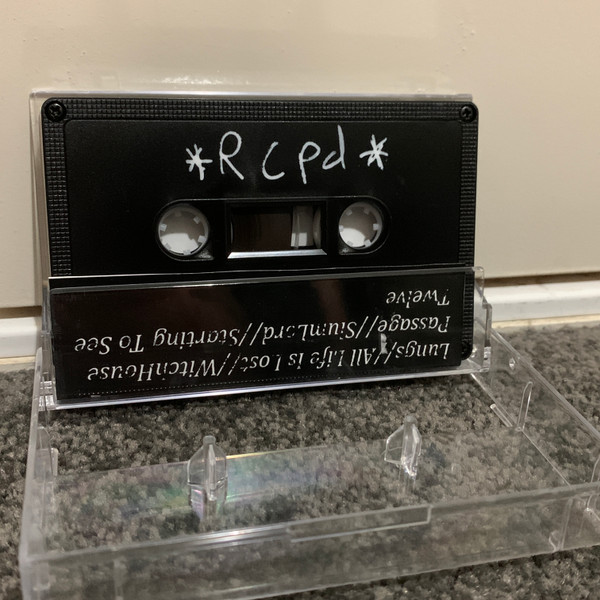 *Rcpd*
Lungs//All Life is Lost//WitchHouse
Passage//SlumLord//Starting To See
Twelve